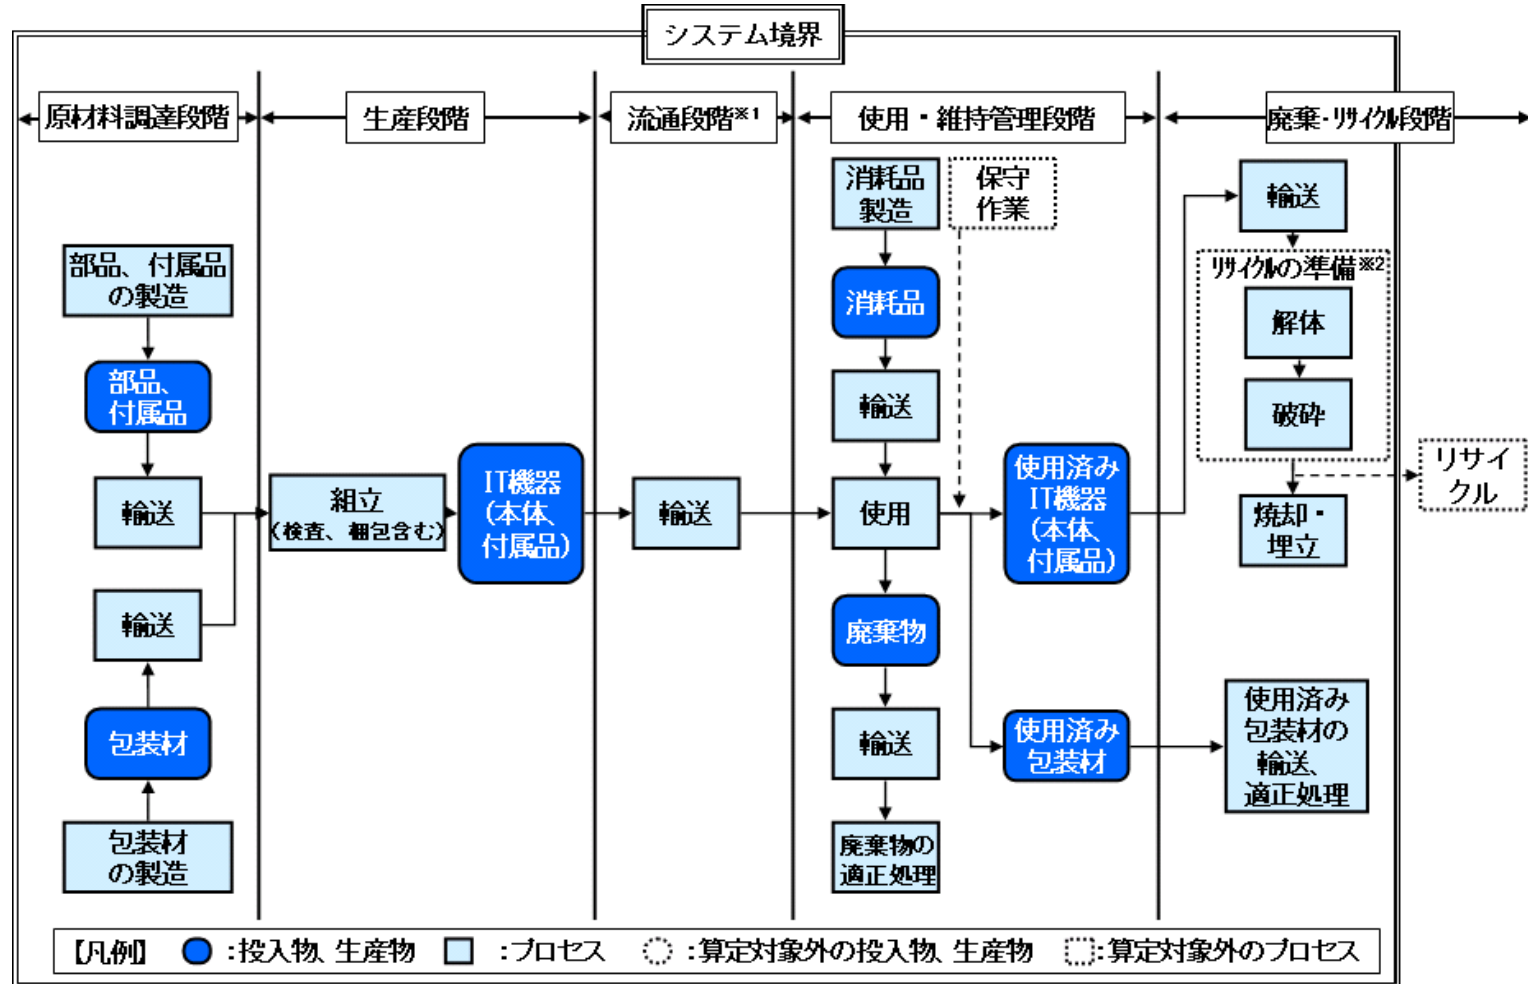 システム境界
原材料調達段階
生産段階
流通段階※1
使用・維持管理段階
廃棄・リサイクル段階
部品、付属品
の製造
部品、
付属品
輸送
輸送
包装材
包装材
の製造
組立
(検査、梱包含む)
IT機器
(本体、
付属品)
輸送
消耗品
製造
保守
作業
消耗品
輸送
使用
廃棄物
輸送
廃棄物の
適正処理
使用済み
IT機器
(本体、
付属品)
使用済み
包装材
輸送
リサイクルの準備※2
解体
破砕
リサイ
クル
焼却・
埋立
使用済み
包装材の
輸送、
適正処理
【凡例】 :投入物、生産物 :プロセス :算定対象外の投入物、生産物 :算定対象外のプロセス